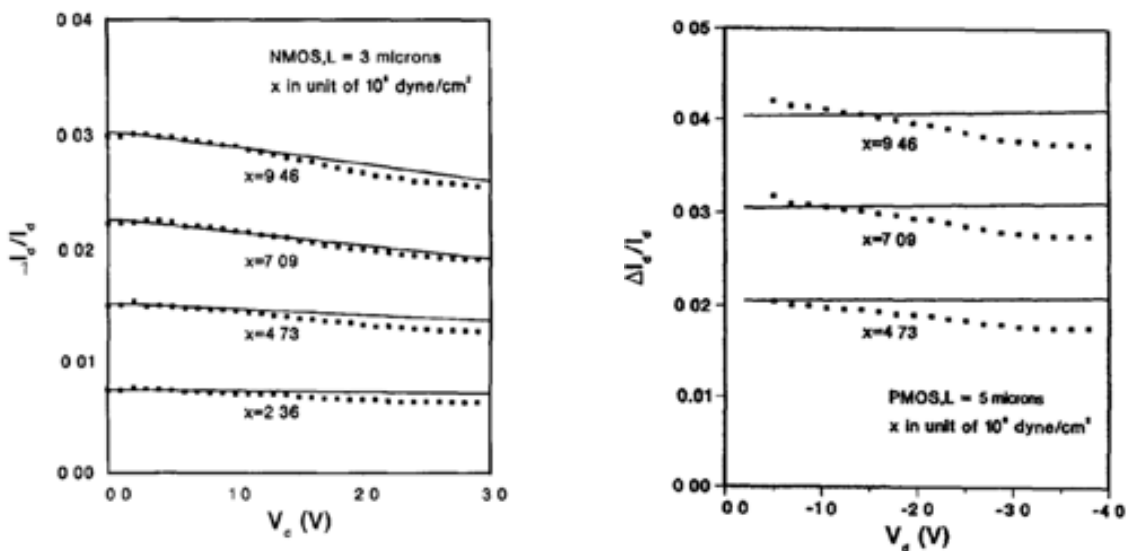 0 04
NMOS,L = 3 microns
x in unit of 10⁸ dyne/cm²
0 03
x=9 46
0 02
x=7 09
x=4 73
0 01
x=2 36
0 00
0 0
1 0
2 0
3 0
(V)
0 05
0 04
x=9 46
0 03
x=7 09
ΔI_d/I_d
0 02
x=4 73
0 01
PMOS,L = 5 microns
x in unit of 10⁸ dyne/cm²
0 00
0 0
-1 0
-2 0
-3 0
-4 0
V_d (V)